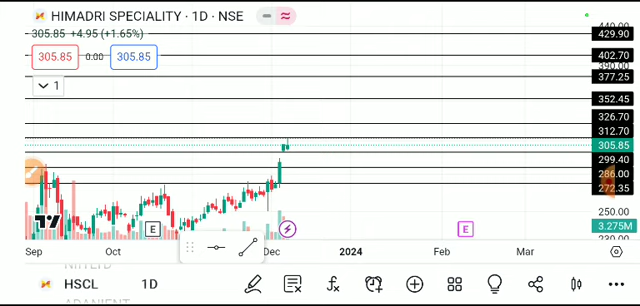 HIMADRI SPECIALITY · 1D · NSE
305.85 +4.95 (+1.65%)
305.85 0.00 305.85
1
440.00
429.90
402.70
390.00
377.25
352.45
326.70
312.70
305.85
299.40
286.00
272.35
250.00
3.275M
230.00
E E
Sep Oct Dec 2024 Feb Mar
HSCL 1D
ADANIENT